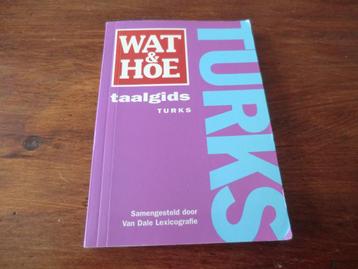 WAT
&
HOE
taalgids
TURKS
TURKS
Samengesteld door
Van Dale Lexicografie